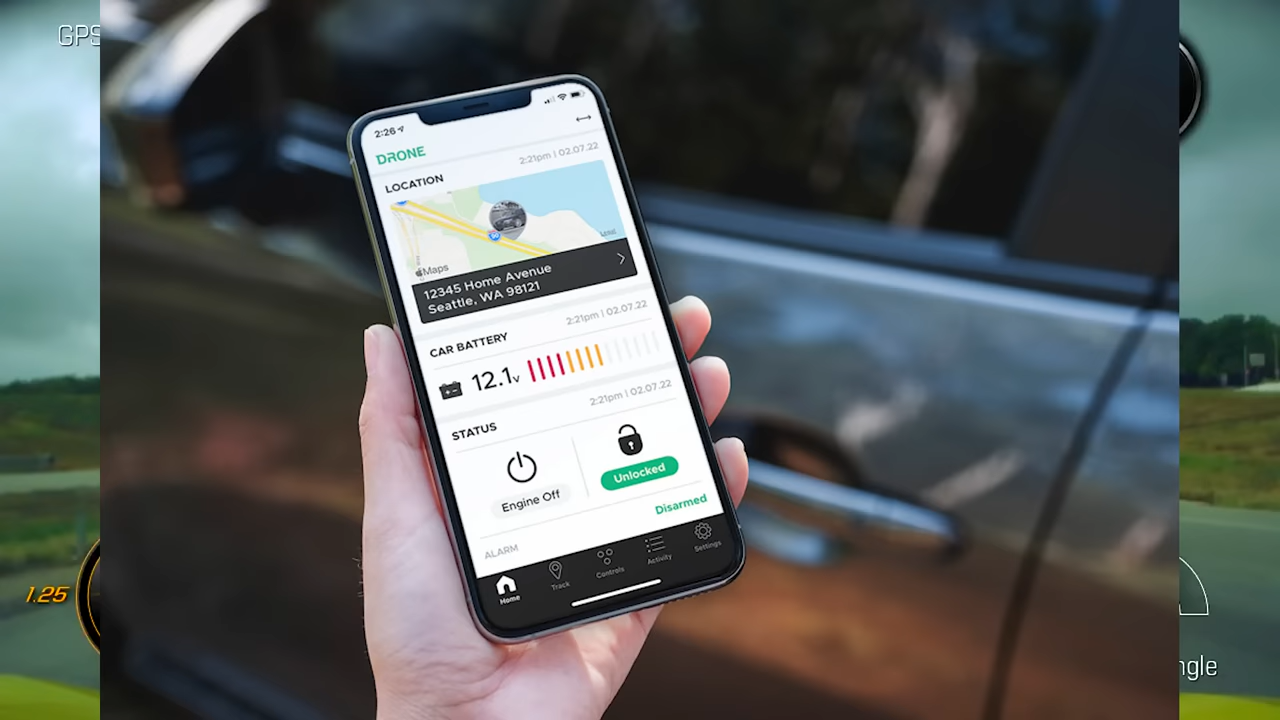 GPS
2:26
DRONE
2:21pm | 02.07.22
LOCATION
90
Maps
12345 Home Avenue
Seattle, WA 98121
2:21pm | 02.07.22
CAR BATTERY
12.1v
2:21pm | 02.07.22
STATUS
Engine Off
Unlocked
ALARM
Disarmed
Home
Track
Controls
Activity
Settings
1.25